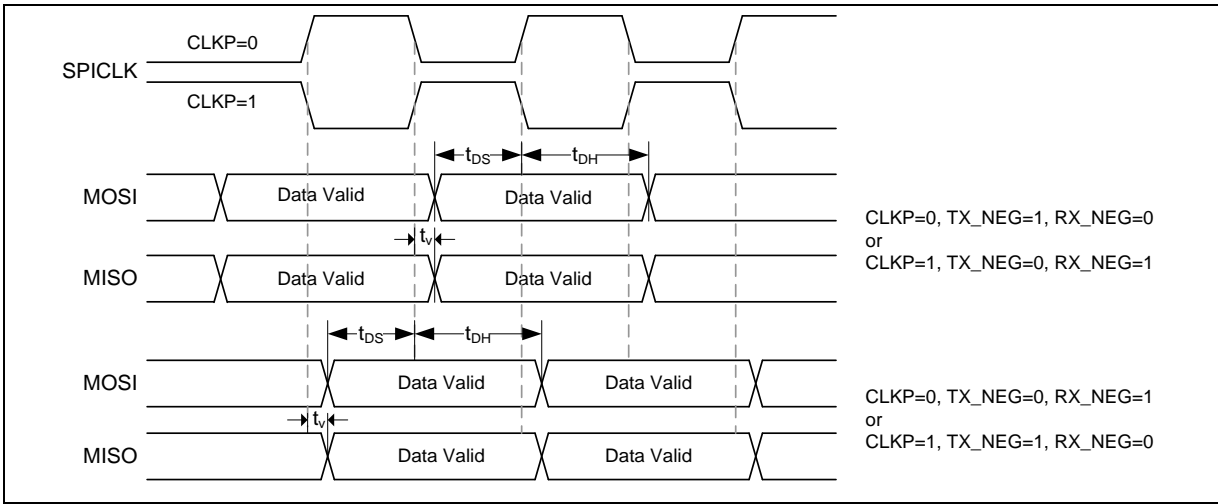 CLKP=0
SPICLK
CLKP=1
tDS
tDH
MOSI
Data Valid
Data Valid
CLKP=0, TX_NEG=1, RX_NEG=0
or
CLKP=1, TX_NEG=0, RX_NEG=1
tv
MISO
Data Valid
Data Valid
tDS
tDH
MOSI
Data Valid
Data Valid
CLKP=0, TX_NEG=0, RX_NEG=1
or
CLKP=1, TX_NEG=1, RX_NEG=0
tv
MISO
Data Valid
Data Valid